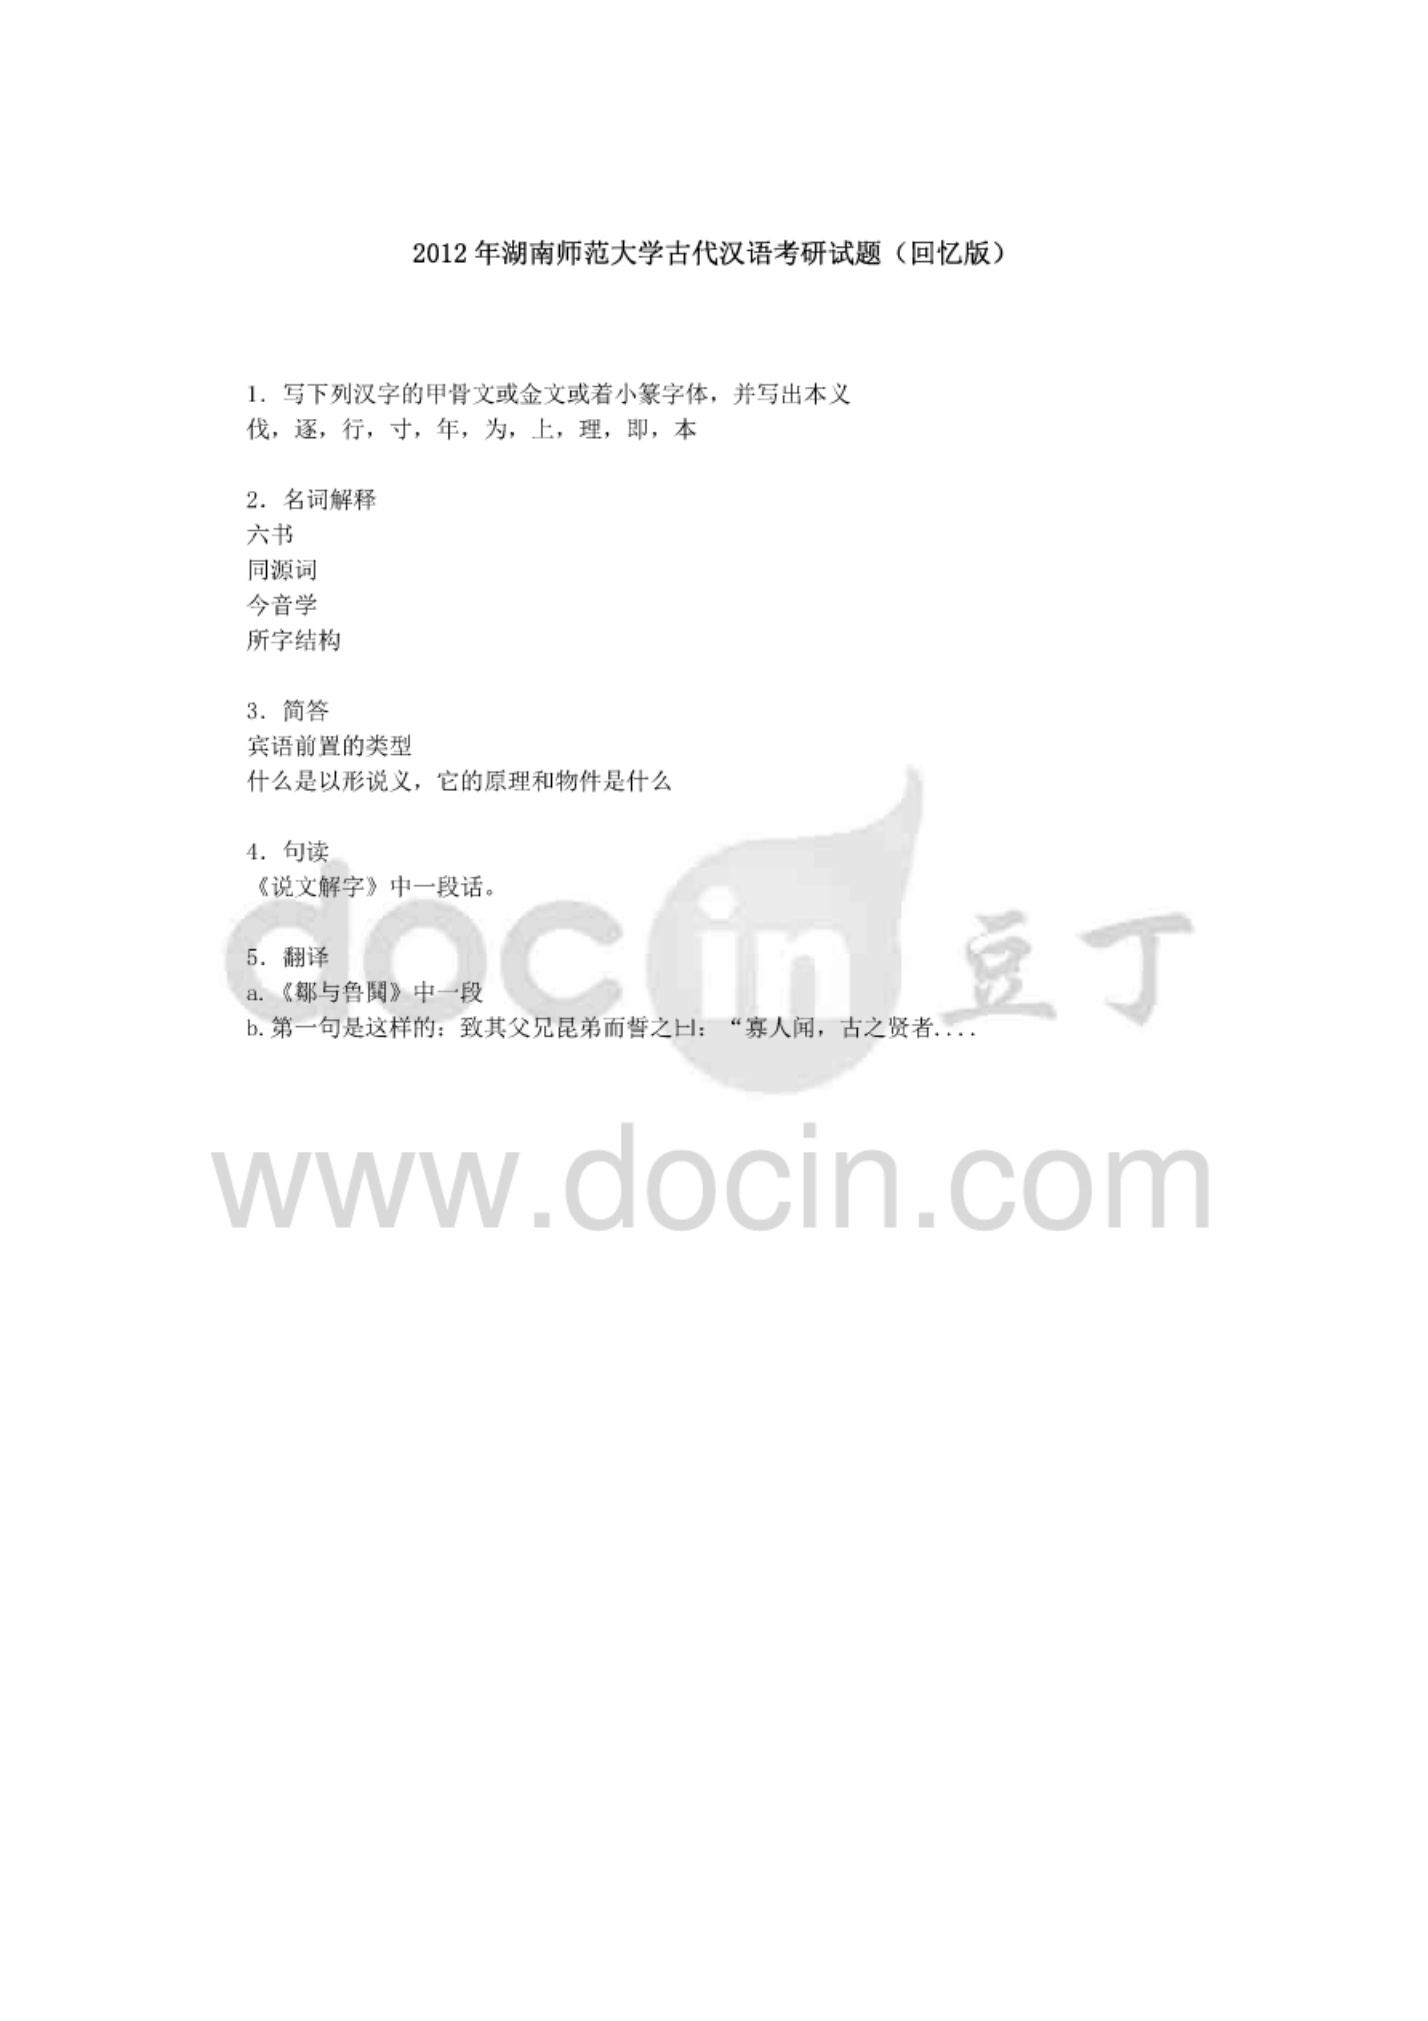 2012年湖南师范大学古代汉语考研试题（回忆版）
1．写下列汉字的甲骨文或金文或着小篆字体，并写出本义
伐，逐，行，寸，年，为，上，理，即，本
2．名词解释
六书
同源词
今音学
所字结构
3．简答
宾语前置的类型
什么是以形说义，它的原理和物件是什么
4．句读
《说文解字》中一段话。
5．翻译
a.《鄒与鲁鬨》中一段
b.第一句是这样的：致其父兄昆弟而誓之曰：“寡人闻，古之贤者....
docin 豆丁
www.docin.com